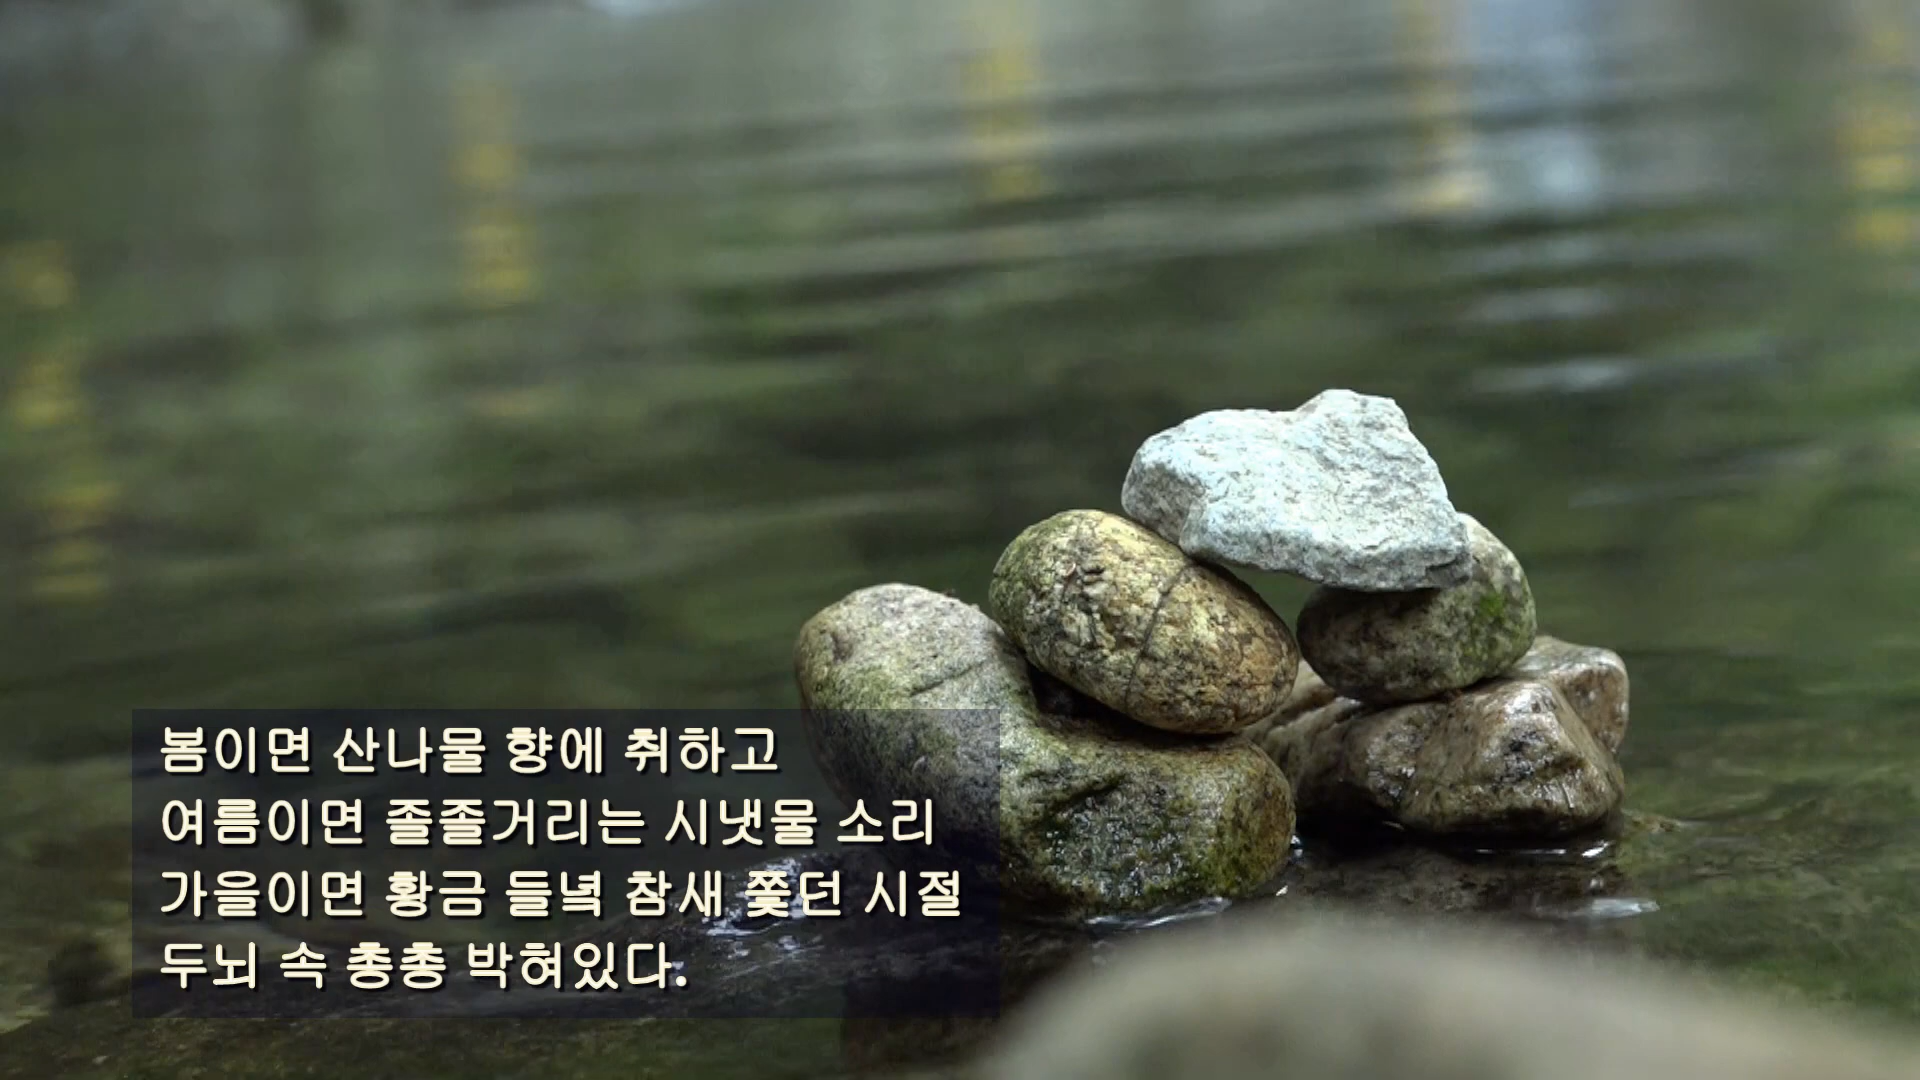 봄이면 산나물 향에 취하고
여름이면 졸졸거리는 시냇물 소리
가을이면 황금 들녘 참새 쫓던 시절
두뇌 속 총총 박혀있다.